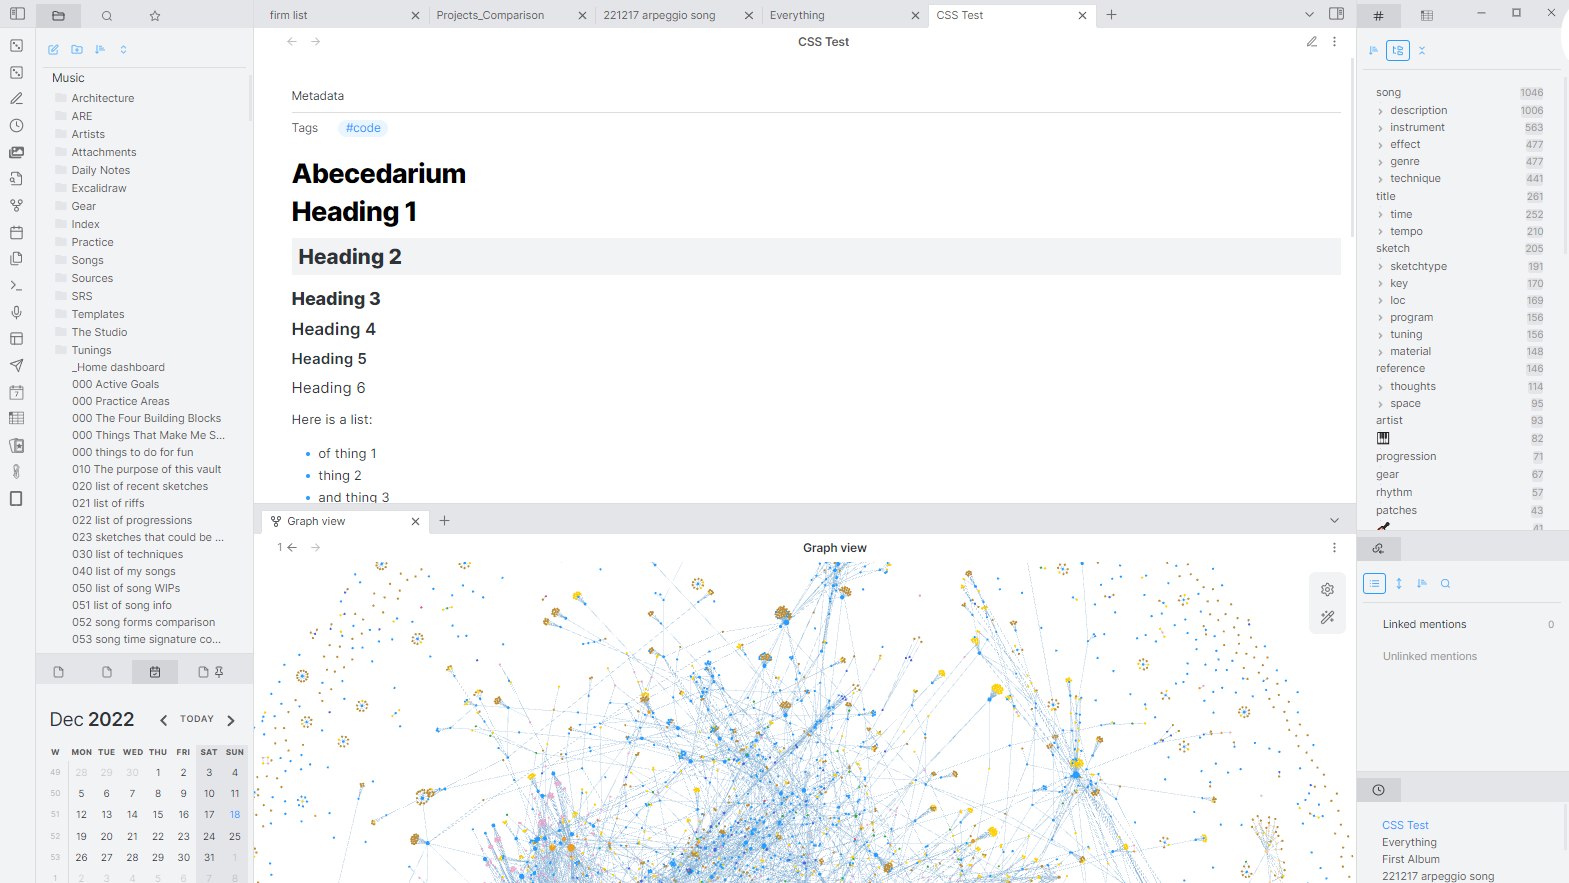 firm list
Projects_Comparison
221217 arpeggio song
Everything
CSS Test
Music
Architecture
ARE
Artists
Attachments
Daily Notes
Excalidraw
Gear
Index
Practice
Songs
Sources
SRS
Templates
The Studio
Tunings
_Home dashboard
000 Active Goals
000 Practice Areas
000 The Four Building Blocks
000 Things That Make Me S...
000 things to do for fun
010 The purpose of this vault
020 list of recent sketches
021 list of riffs
022 list of progressions
023 sketches that could be ...
030 list of techniques
040 list of my songs
050 list of song WIPs
051 list of song info
052 song forms comparison
053 song time signature co...
Dec 2022 TODAY
W MON TUE WED THU FRI SAT SUN
49 28 29 30 1 2 3 4
50 5 6 7 8 9 10 11
51 12 13 14 15 16 17 18
52 19 20 21 22 23 24 25
53 26 27 28 29 30 31 1
1 2 3 4 5 6 7 8
CSS Test
Metadata
Tags #code
Abecedarium
Heading 1
Heading 2
Heading 3
Heading 4
Heading 5
Heading 6
Here is a list:
of thing 1
thing 2
and thing 3
Graph view
1
Graph view
song 1046
description 1006
instrument 563
effect 477
genre 477
technique 441
title 261
time 252
tempo 210
sketch 205
sketchtype 191
key 170
loc 169
program 156
tuning 156
material 148
reference 146
thoughts 114
space 95
artist 93
82
progression 71
gear 67
rhythm 57
patches 43
41
Linked mentions 0
Unlinked mentions
CSS Test
Everything
First Album
221217 arpeggio song